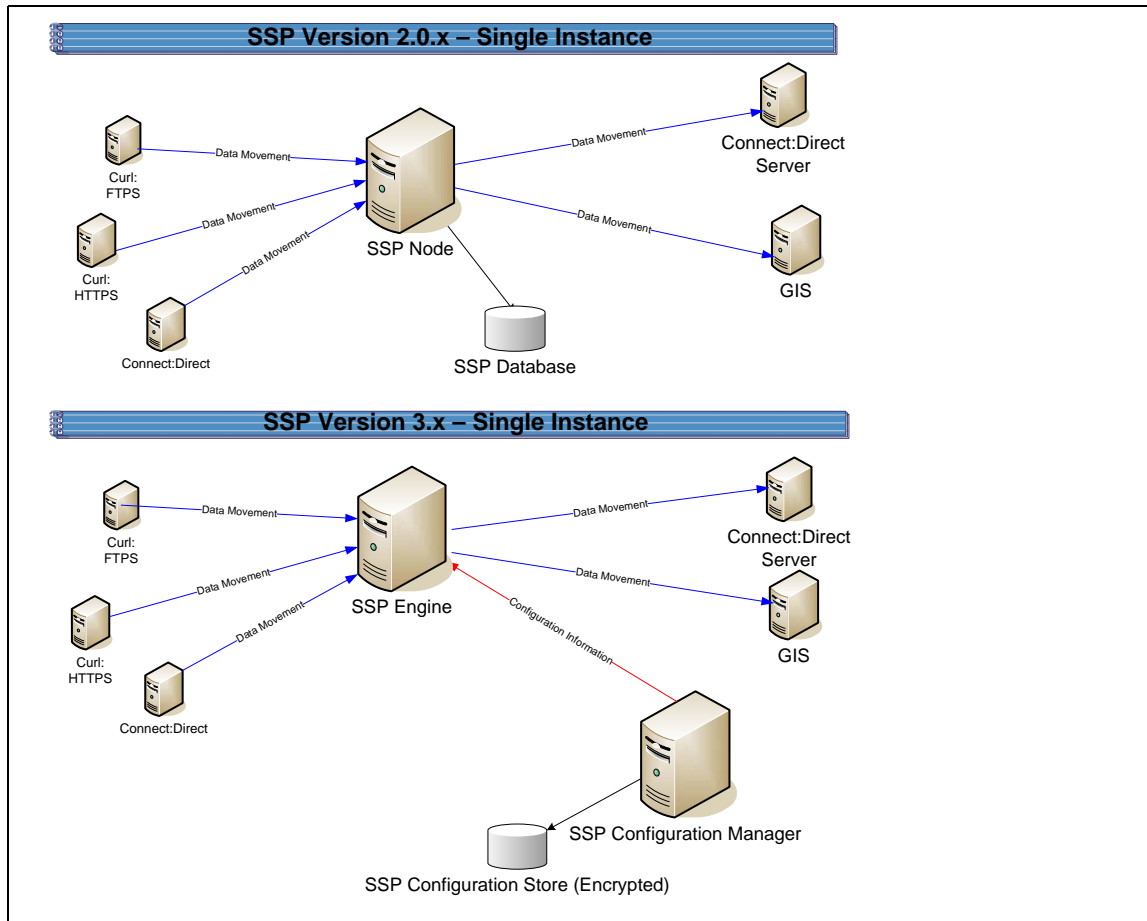 SSP Version 2.0.x – Single Instance
Curl:
FTPS
Data Movement
Curl:
HTTPS
Data Movement
Connect:Direct
Data Movement
SSP Node
Data Movement
Connect:Direct
Server
Data Movement
GIS
SSP Database
SSP Version 3.x – Single Instance
Curl:
FTPS
Data Movement
Curl:
HTTPS
Data Movement
Connect:Direct
Data Movement
SSP Engine
Data Movement
Connect:Direct
Server
Data Movement
GIS
Configuration Information
SSP Configuration Manager
SSP Configuration Store (Encrypted)